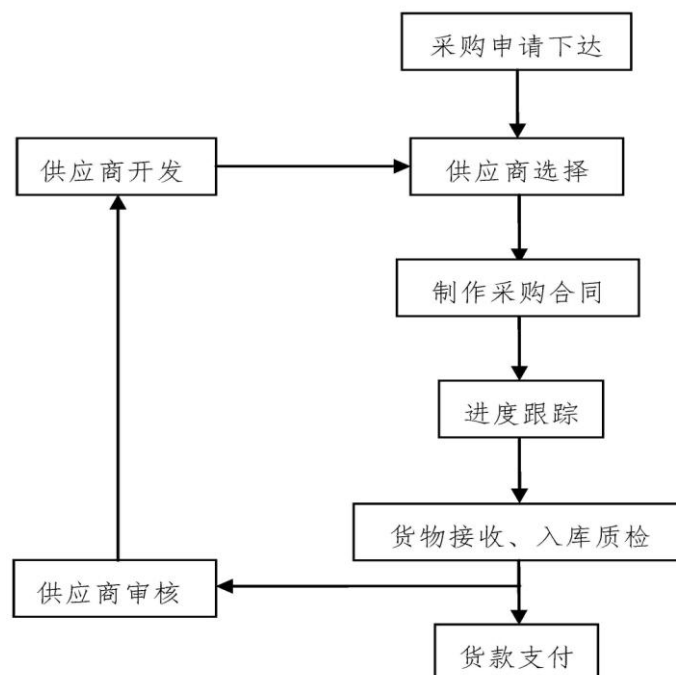 采购申请下达
供应商开发
供应商选择
制作采购合同
进度跟踪
货物接收、入库质检
供应商审核
货款支付